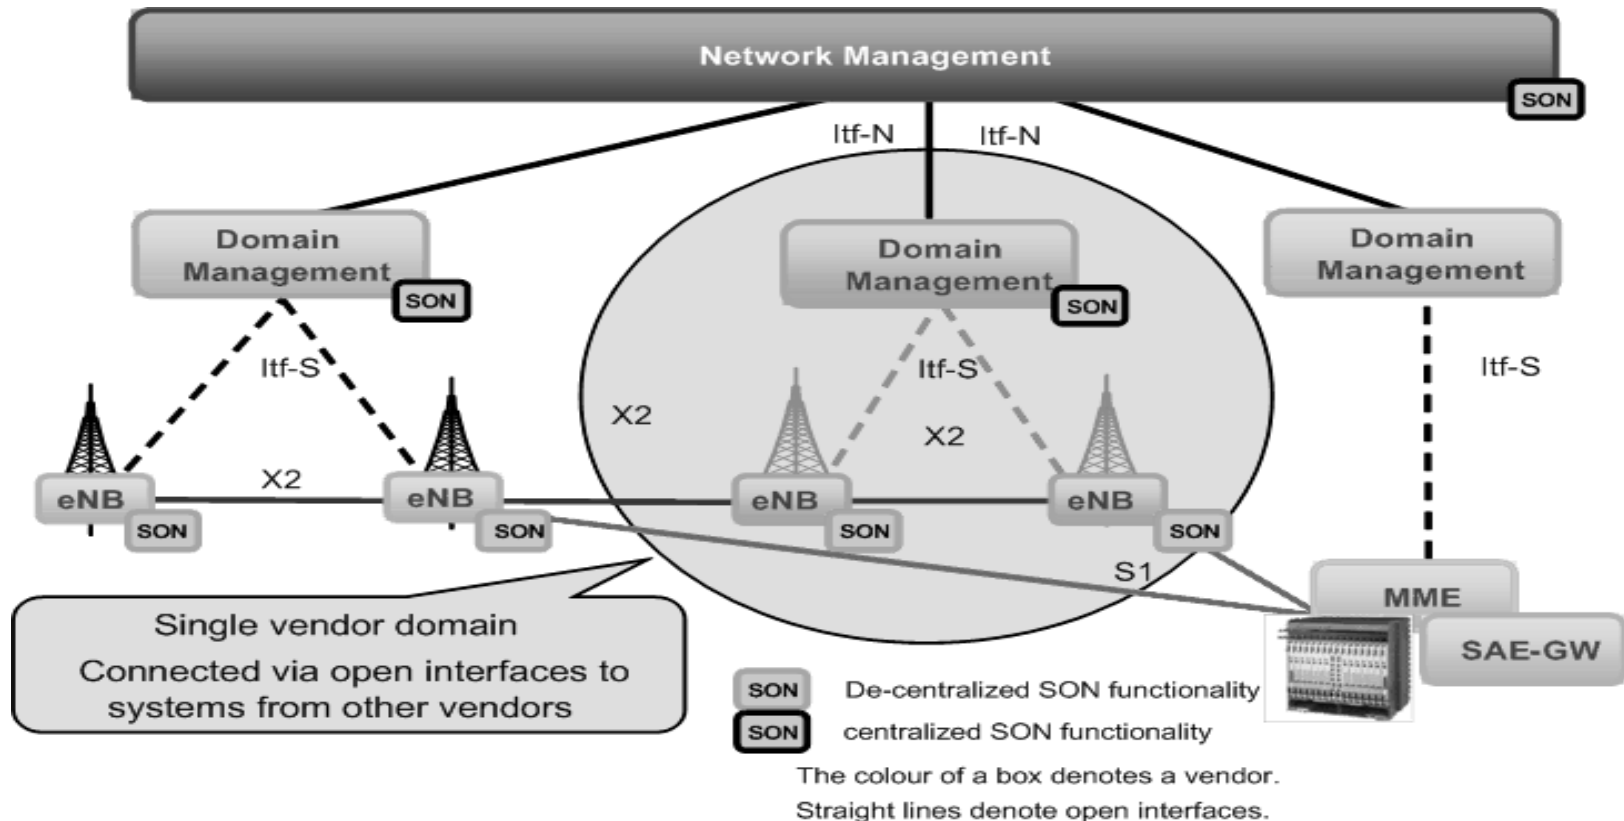 Network Management
SON
Itf-N
Itf-N
Domain
Management
SON
Domain
Management
SON
Domain
Management
Itf-S
Itf-S
Itf-S
X2
X2
X2
eNB
SON
eNB
SON
eNB
SON
eNB
SON
S1
MME
SAE-GW
Single vendor domain
Connected via open interfaces to
systems from other vendors
SON De-centralized SON functionality
SON centralized SON functionality
The colour of a box denotes a vendor.
Straight lines denote open interfaces.